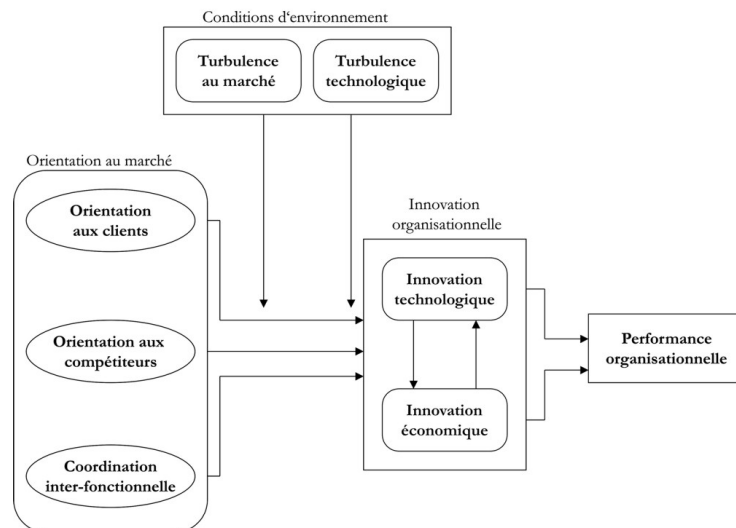 Conditions d‘environnement
Turbulence
au marché
Turbulence
technologique
Orientation au marché
Orientation
aux clients
Orientation aux
compétiteurs
Coordination
inter-fonctionnelle
Innovation
organisationnelle
Innovation
technologique
Innovation
économique
Performance
organisationnelle